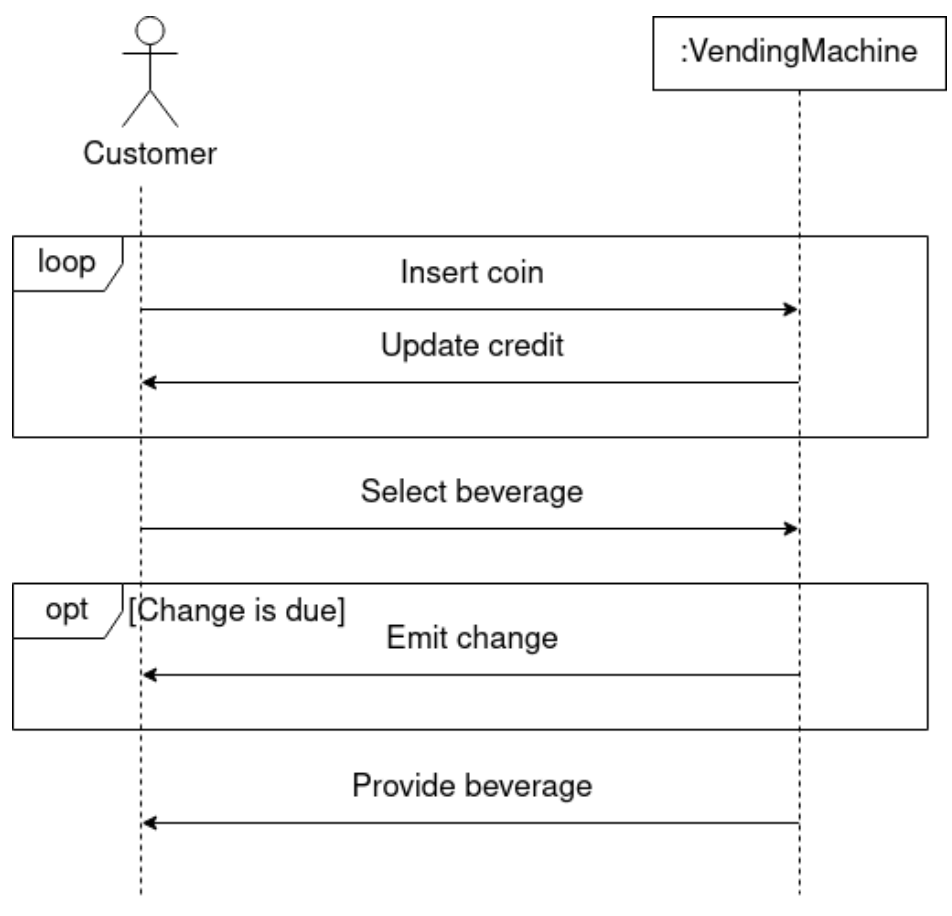 :VendingMachine
Customer
loop
Insert coin
Update credit
Select beverage
opt
[Change is due]
Emit change
Provide beverage